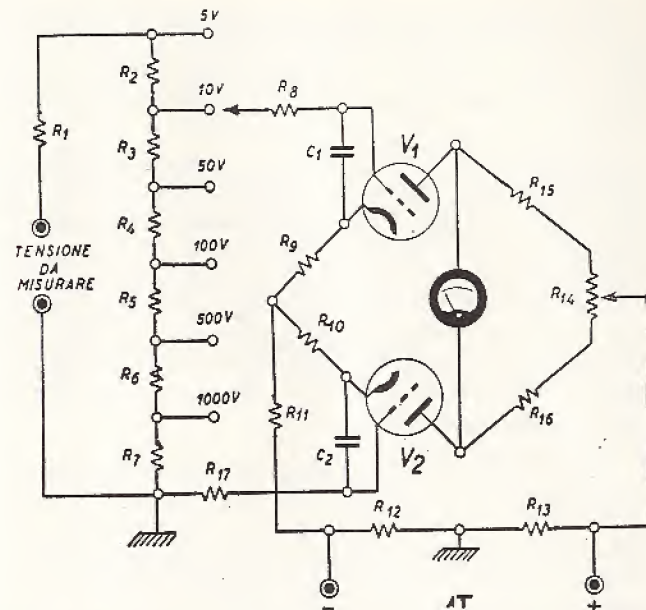 5V
R2
10V
R8
R1
C1
V1
R3
50V
R15
R4
R9
100V
TENSIONE
DA
MISURARE
R14
R5
R10
500V
R6
R11
R16
1000V
C2
V2
R7
R17
R12
R13
-
AT
+